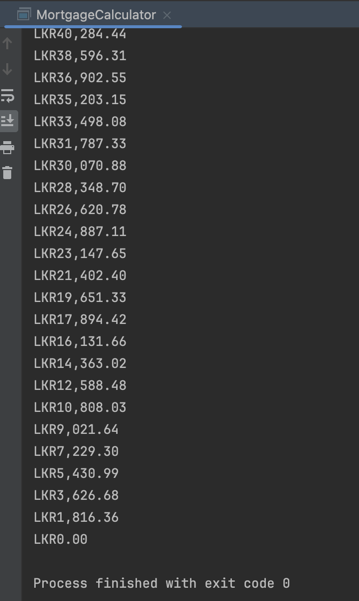 MortgageCalculator
LKR40,284.44
LKR38,596.31
LKR36,902.55
LKR35,203.15
LKR33,498.08
LKR31,787.33
LKR30,070.88
LKR28,348.70
LKR26,620.78
LKR24,887.11
LKR23,147.65
LKR21,402.40
LKR19,651.33
LKR17,894.42
LKR16,131.66
LKR14,363.02
LKR12,588.48
LKR10,808.03
LKR9,021.64
LKR7,229.30
LKR5,430.99
LKR3,626.68
LKR1,816.36
LKR0.00
Process finished with exit code 0